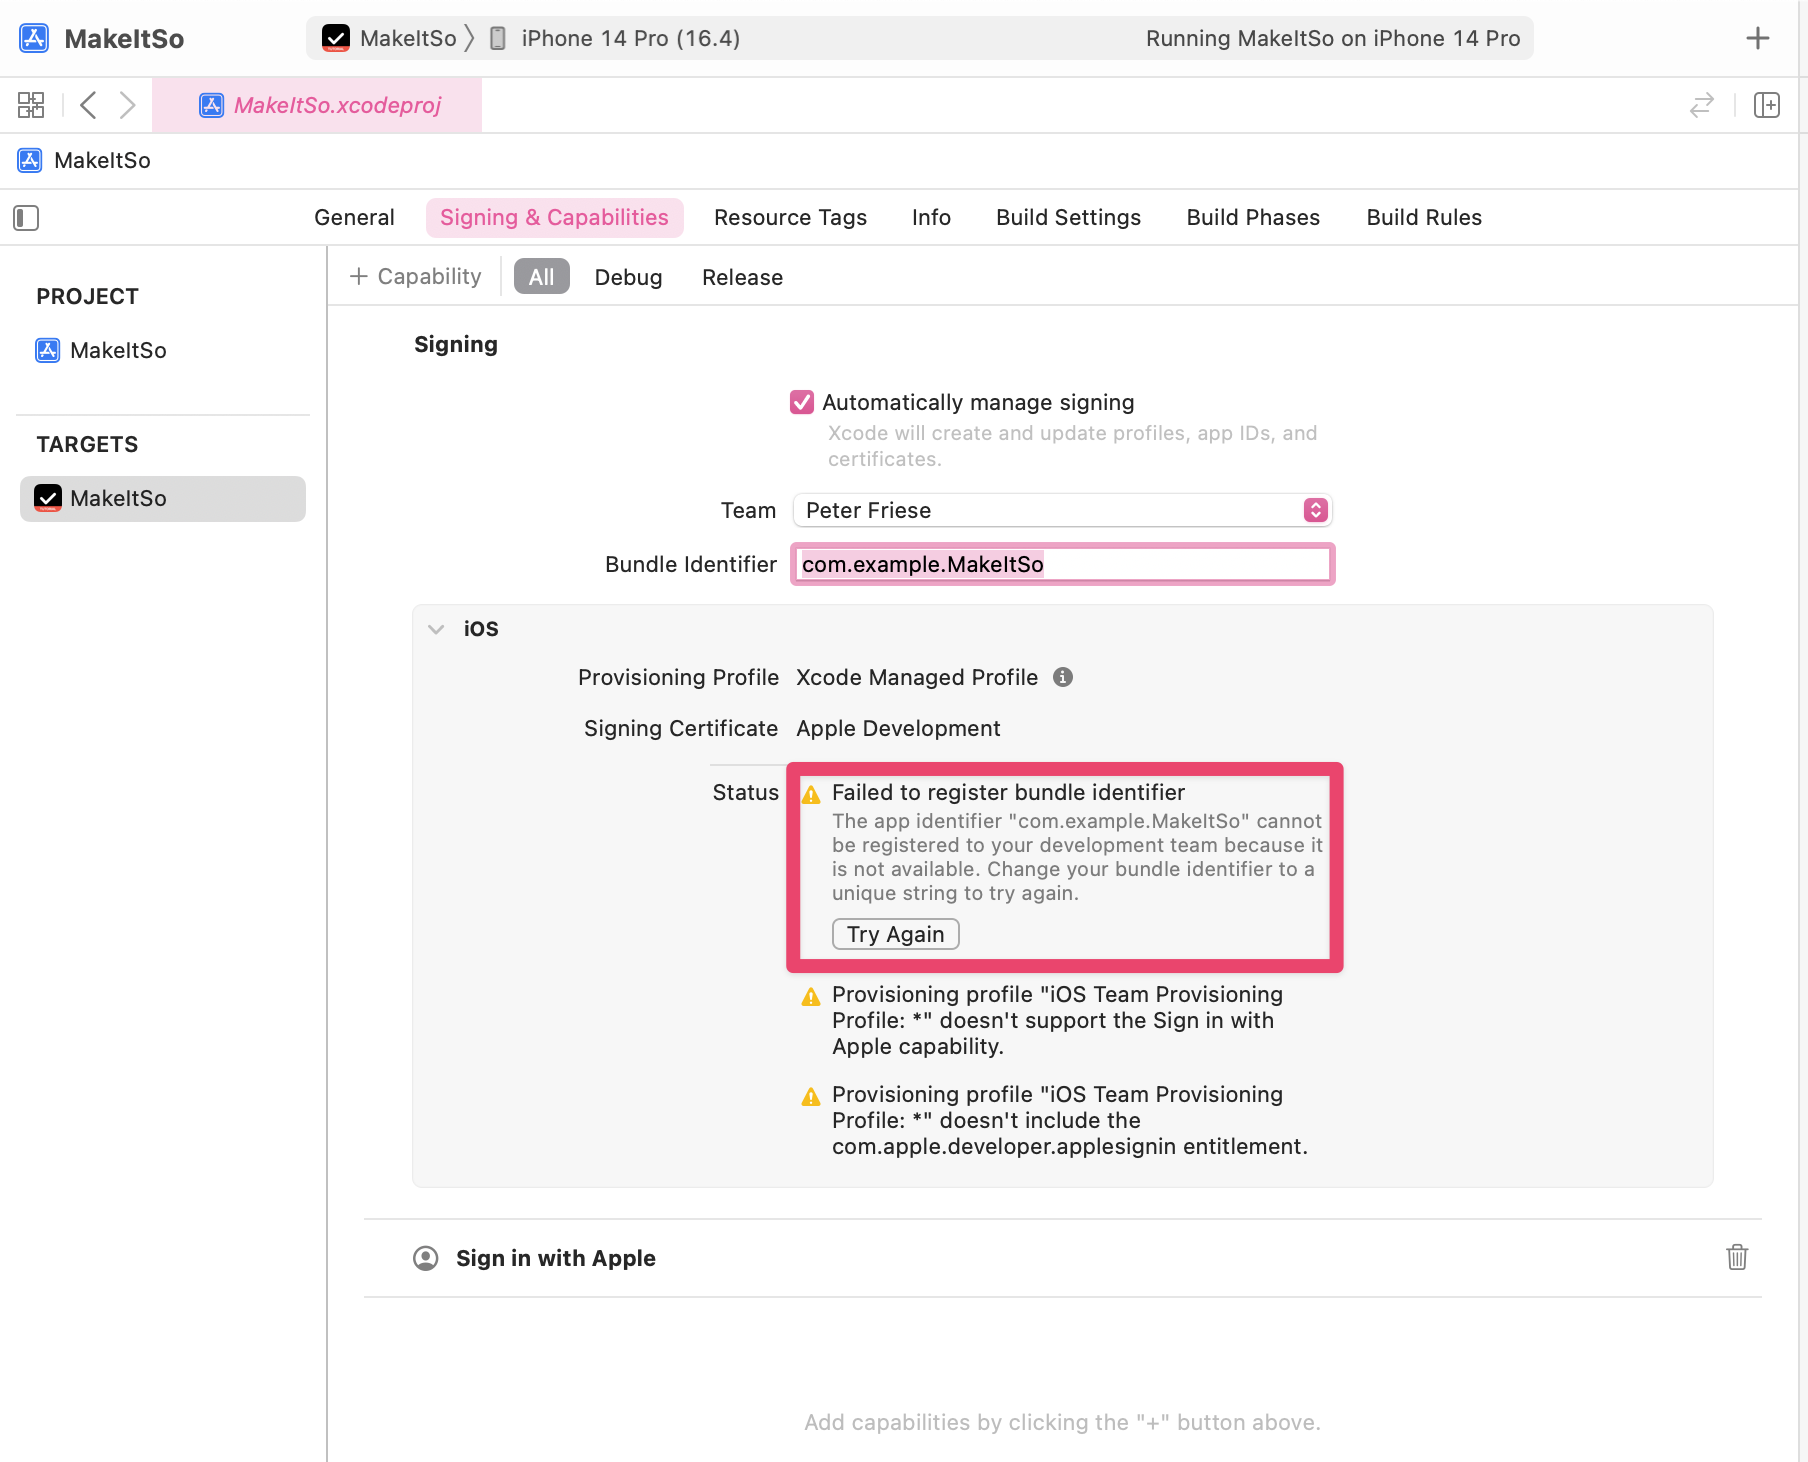 MakeItSo
MakeItSo
iPhone 14 Pro (16.4)
Running MakeItSo on iPhone 14 Pro
MakeItSo.xcodeproj
MakeItSo
General
Signing & Capabilities
Resource Tags
Info
Build Settings
Build Phases
Build Rules
+ Capability
All
Debug
Release
PROJECT
MakeItSo
TARGETS
MakeItSo
Signing
Automatically manage signing
Xcode will create and update profiles, app IDs, and
certificates.
Team
Peter Friese
Bundle Identifier
com.example.MakeItSo
iOS
Provisioning Profile
Xcode Managed Profile
Signing Certificate
Apple Development
Status
Failed to register bundle identifier
The app identifier "com.example.MakeItSo" cannot
be registered to your development team because it
is not available. Change your bundle identifier to a
unique string to try again.
Try Again
Provisioning profile "iOS Team Provisioning
Profile: *" doesn't support the Sign in with
Apple capability.
Provisioning profile "iOS Team Provisioning
Profile: *" doesn't include the
com.apple.developer.applesignin entitlement.
Sign in with Apple
Add capabilities by clicking the "+" button above.